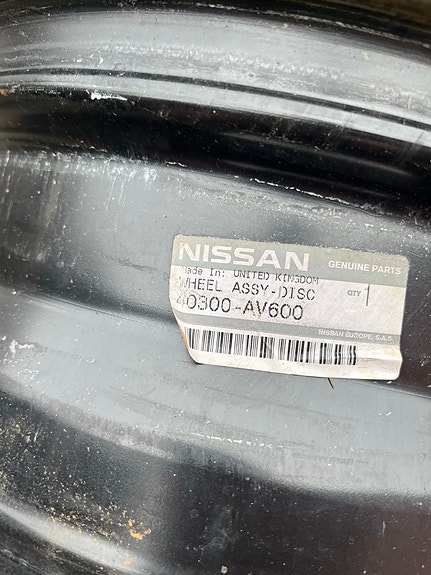 NISSAN GENUINE PARTS
Made In: UNITED KINGDOM
WHEEL ASSY-DISC QTY 1
40300-AV600
NISSAN EUROPE, S.A.S.